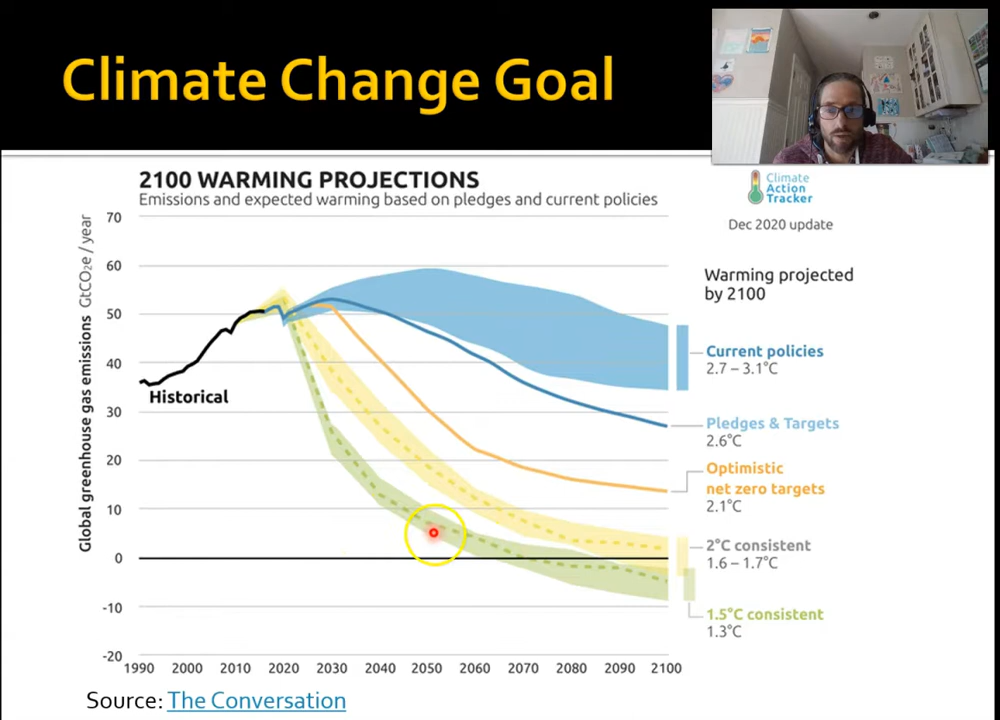 Climate Change Goal
2100 WARMING PROJECTIONS
Emissions and expected warming based on pledges and current policies
Climate
Action
Tracker
Dec 2020 update
Global greenhouse gas emissions GtCO₂e / year
70
60
50
40
30
20
10
0
-10
-20
Historical
Warming projected
by 2100
Current policies
2.7 – 3.1°C
Pledges & Targets
2.6°C
Optimistic
net zero targets
2.1°C
2°C consistent
1.6 – 1.7°C
1.5°C consistent
1.3°C
1990 2000 2010 2020 2030 2040 2050 2060 2070 2080 2090 2100
Source: The Conversation